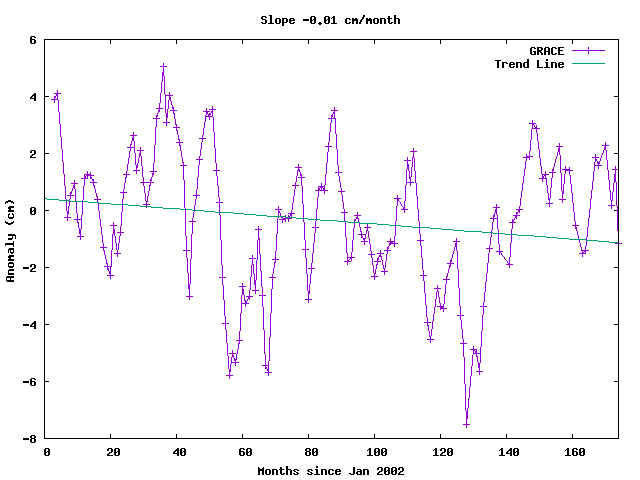 Slope -0.01 cm/month
GRACE
Trend Line
6
4
2
0
-2
-4
-6
-8
Anomaly (cm)
0 20 40 60 80 100 120 140 160
Months since Jan 2002